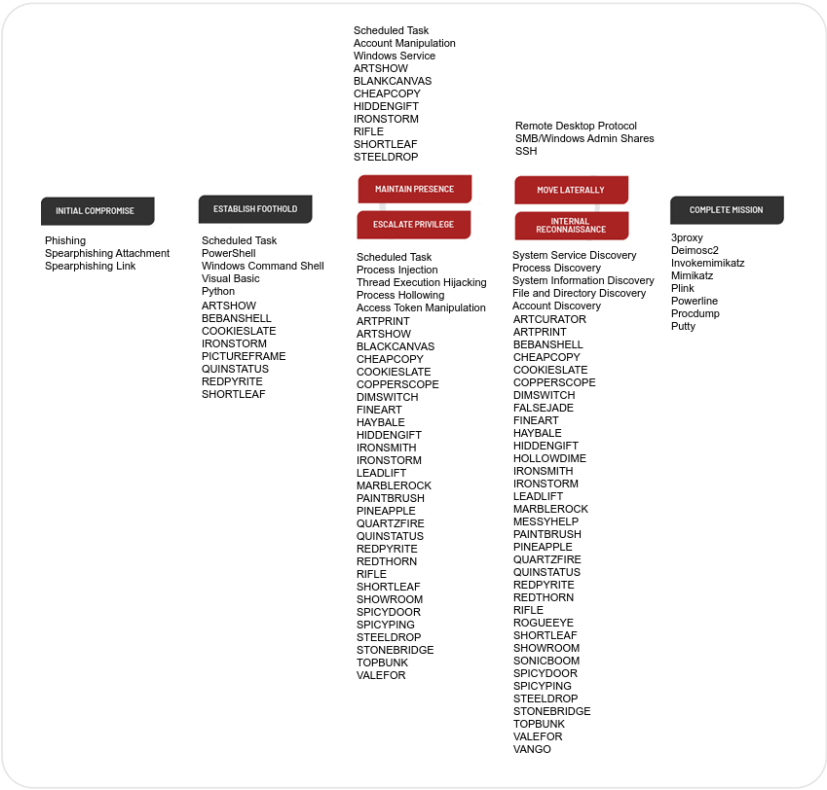 INITIAL COMPROMISE
Phishing
Spearphishing Attachment
Spearphishing Link
ESTABLISH FOOTHOLD
Scheduled Task
PowerShell
Windows Command Shell
Visual Basic
Python
ARTSHOW
BEBANSHELL
COOKIESLATE
IRONSTORM
PICTUREFRAME
QUINSTATUS
REDPYRITE
SHORTLEAF
Scheduled Task
Account Manipulation
Windows Service
ARTSHOW
BLANKCANVAS
CHEAPCOPY
HIDDENGIFT
IRONSTORM
RIFLE
SHORTLEAF
STEELDROP
MAINTAIN PRESENCE
ESCALATE PRIVILEGE
Scheduled Task
Process Injection
Thread Execution Hijacking
Process Hollowing
Access Token Manipulation
ARTPRINT
ARTSHOW
BLACKCANVAS
CHEAPCOPY
COOKIESLATE
COPPERSCOPE
DIMSWITCH
FINEART
HAYBALE
HIDDENGIFT
IRONSMITH
IRONSTORM
LEADLIFT
MARBLEROCK
PAINTBRUSH
PINEAPPLE
QUARTZFIRE
QUINSTATUS
REDPYRITE
REDTHORN
RIFLE
SHORTLEAF
SHOWROOM
SPICYDOOR
SPICYPING
STEELDROP
STONEBRIDGE
TOPBUNK
VALEFOR
Remote Desktop Protocol
SMB/Windows Admin Shares
SSH
MOVE LATERALLY
INTERNAL
RECONNAISSANCE
System Service Discovery
Process Discovery
System Information Discovery
File and Directory Discovery
Account Discovery
ARTCURATOR
ARTPRINT
BEBANSHELL
CHEAPCOPY
COOKIESLATE
COPPERSCOPE
DIMSWITCH
FALSEJADE
FINEART
HAYBALE
HIDDENGIFT
HOLLOWDIME
IRONSMITH
IRONSTORM
LEADLIFT
MARBLEROCK
MESSYHELP
PAINTBRUSH
PINEAPPLE
QUARTZFIRE
QUINSTATUS
REDPYRITE
REDTHORN
RIFLE
ROGUEEYE
SHORTLEAF
SHOWROOM
SONICBOOM
SPICYDOOR
SPICYPING
STEELDROP
STONEBRIDGE
TOPBUNK
VALEFOR
VANGO
COMPLETE MISSION
3proxy
Deimosc2
Invokemimikatz
Mimikatz
Plink
Powerline
Procdump
Putty